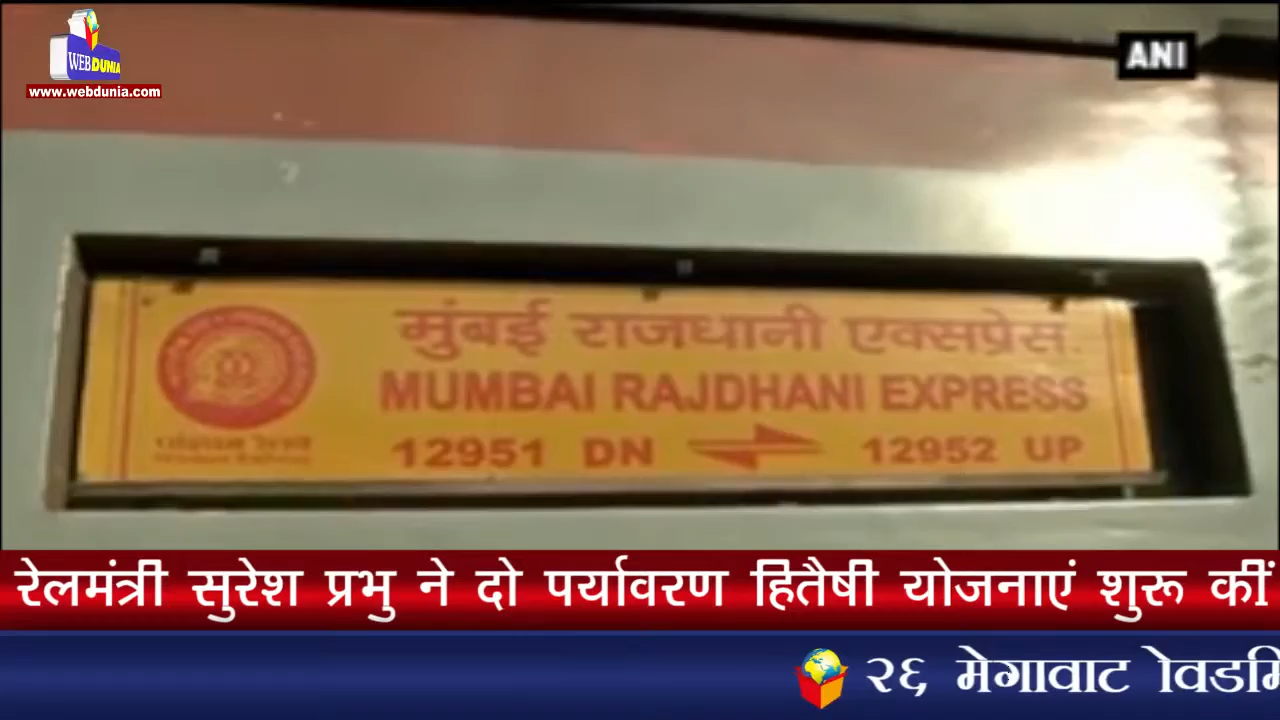 WEBDUNIA
www.webdunia.com
ANI
मुंबई राजधानी एक्सप्रेस
MUMBAI RAJDHANI EXPRESS
12951 DN 12952 UP
रेलमंत्री सुरेश प्रभु ने दो पर्यावरण हितैषी योजनाएं शुरू कीं
२६ मेगावाट